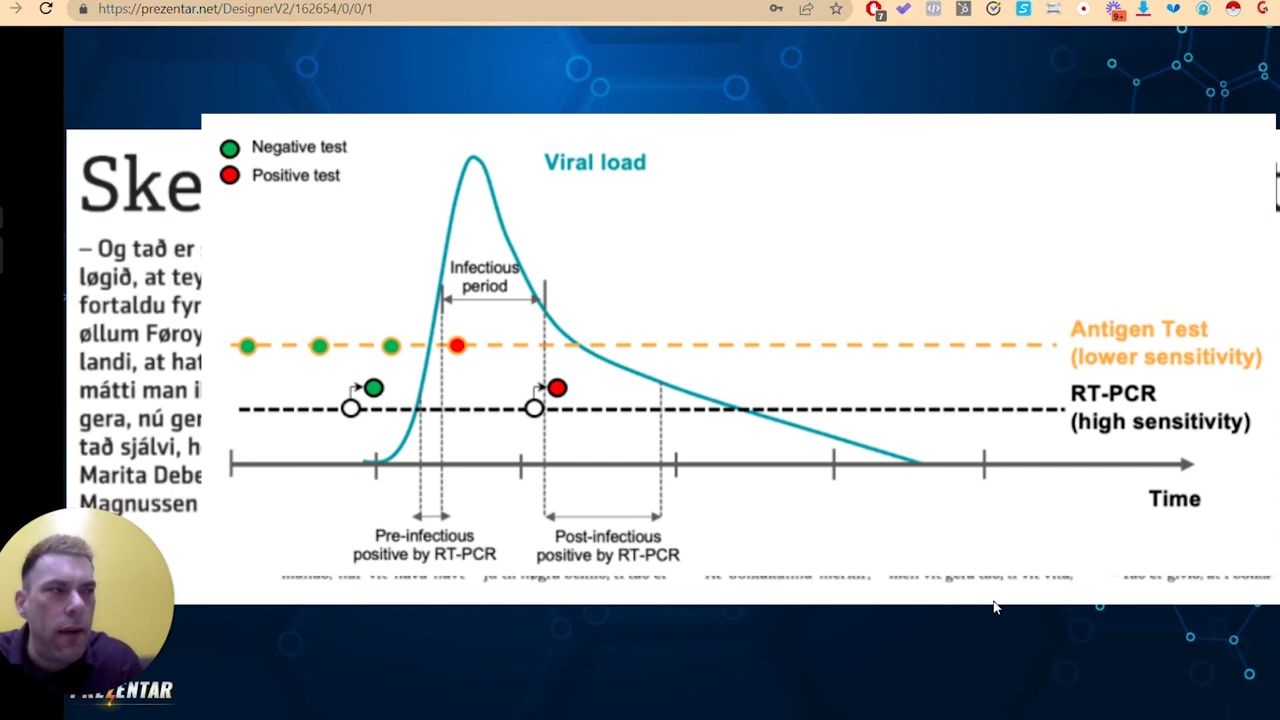 https://prezentar.net/DesignerV2/162654/0/0/1
7
9+
Negative test
Positive test
Viral load
Ske
– Og tað er
løgið, at tey
fortaldu fyr
øllum Føroy
landi, at hat
mátti man i
gera, nú ger
tað sjálvi, h
Marita Debe
Magnussen
Infectious
period
Antigen Test
(lower sensitivity)
RT-PCR
(high sensitivity)
Time
Pre-infectious
positive by RT-PCR
Post-infectious
positive by RT-PCR
PREZENTAR